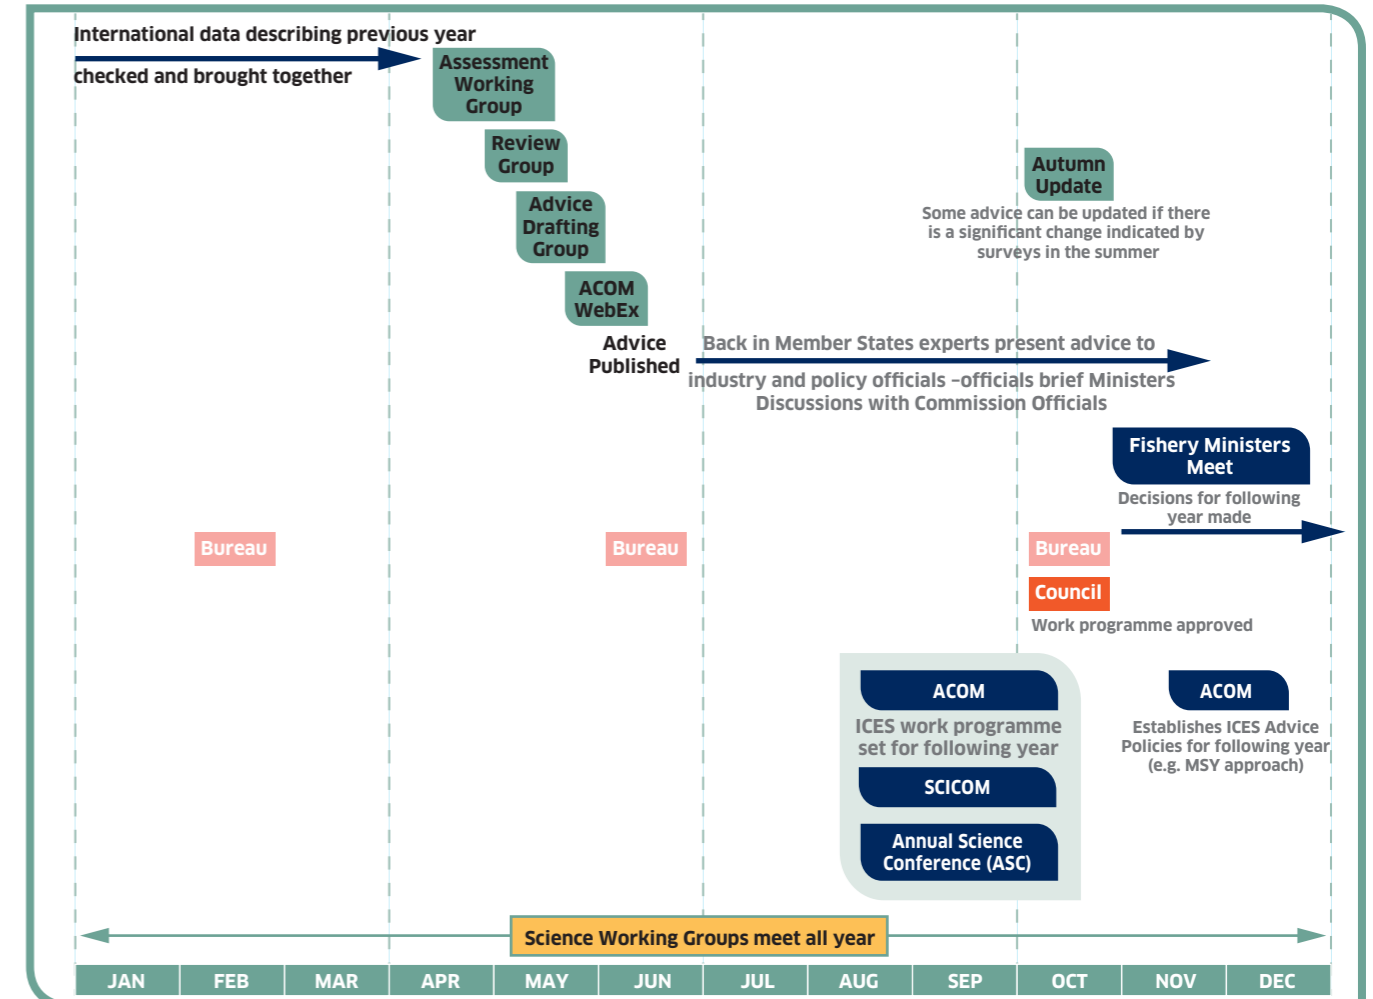 International data describing previous year
checked and brought together
Assessment
Working
Group
Review
Group
Advice
Drafting
Group
ACOM
WebEx
Advice
Published
Autumn
Update
Some advice can be updated if there
is a significant change indicated by
surveys in the summer
Back in Member States experts present advice to
industry and policy officials –officials brief Ministers
Discussions with Commission Officials
Fishery Ministers
Meet
Decisions for following
year made
Bureau
Bureau
Bureau
Council
Work programme approved
ACOM
ICES work programme
set for following year
SCICOM
Annual Science
Conference (ASC)
ACOM
Establishes ICES Advice
Policies for following year
(e.g. MSY approach)
Science Working Groups meet all year
JAN FEB MAR APR MAY JUN JUL AUG SEP OCT NOV DEC